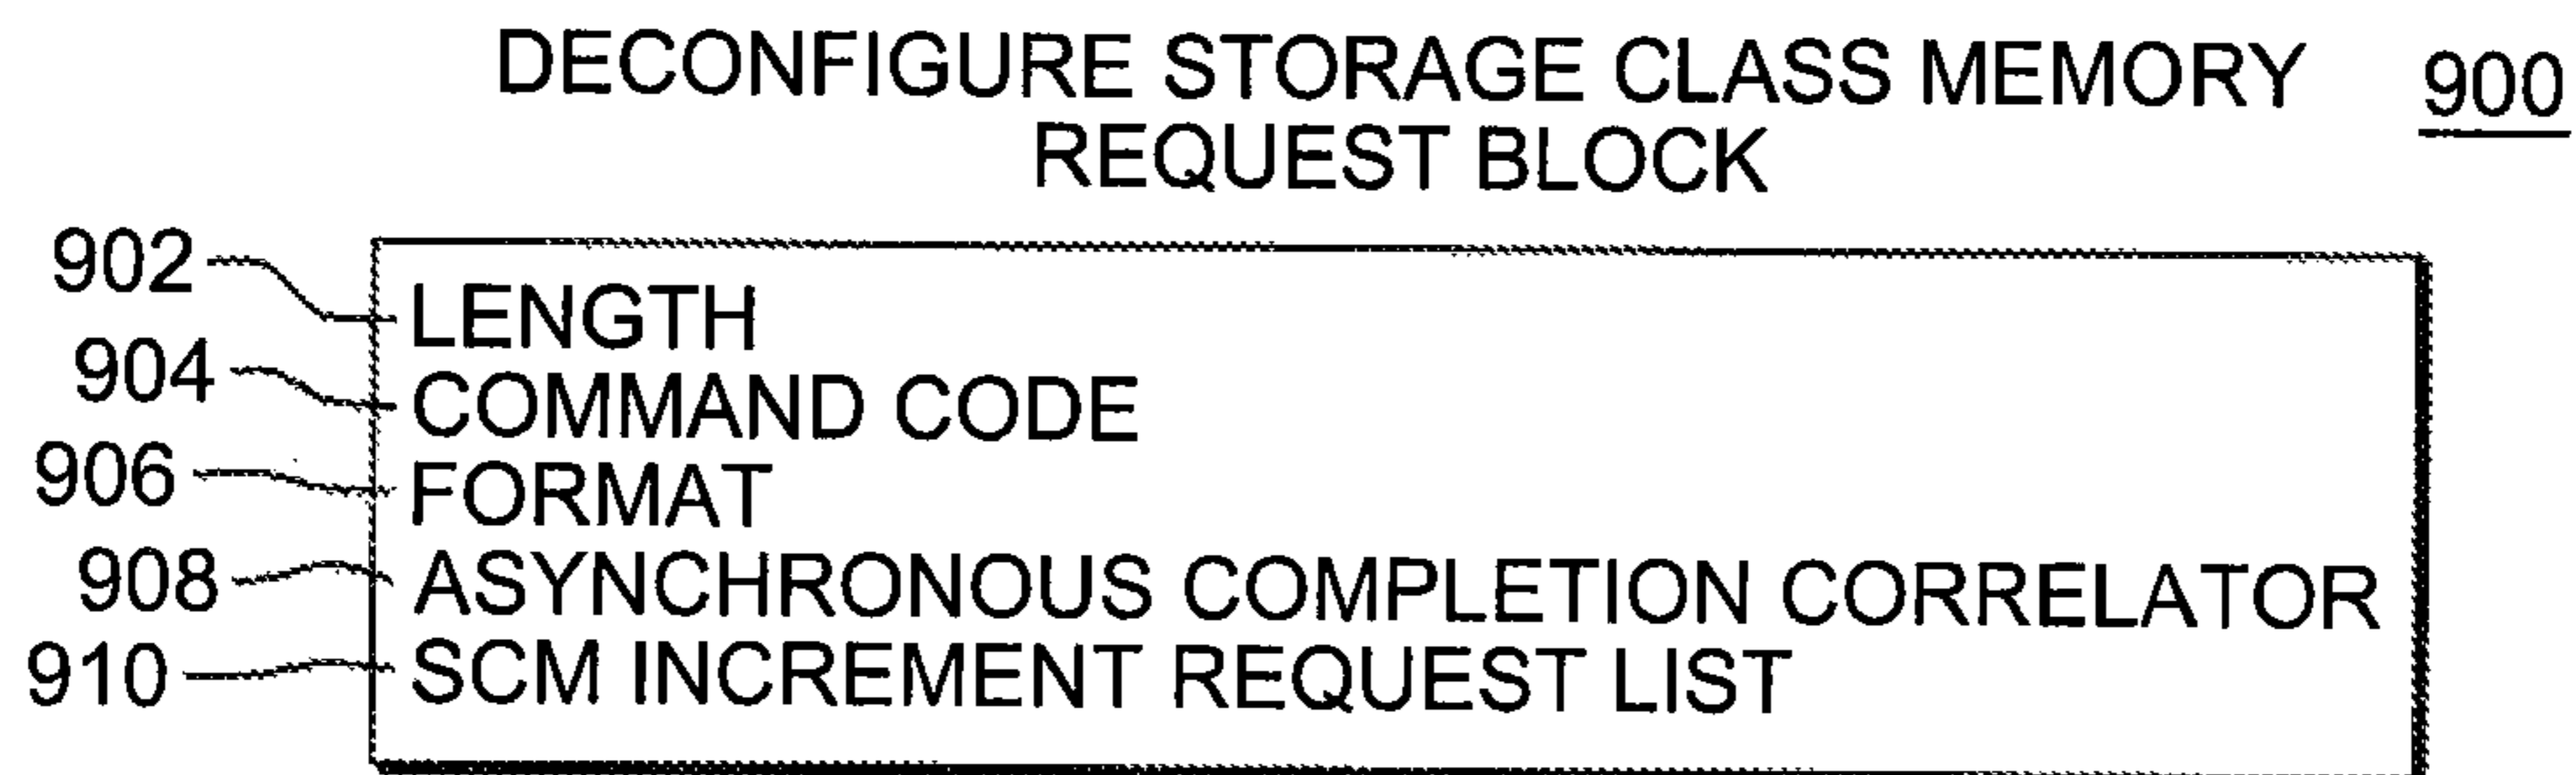 DECONFIGURE STORAGE CLASS MEMORY 900
REQUEST BLOCK
902 LENGTH
904 COMMAND CODE
906 FORMAT
908 ASYNCHRONOUS COMPLETION CORRELATOR
910 SCM INCREMENT REQUEST LIST